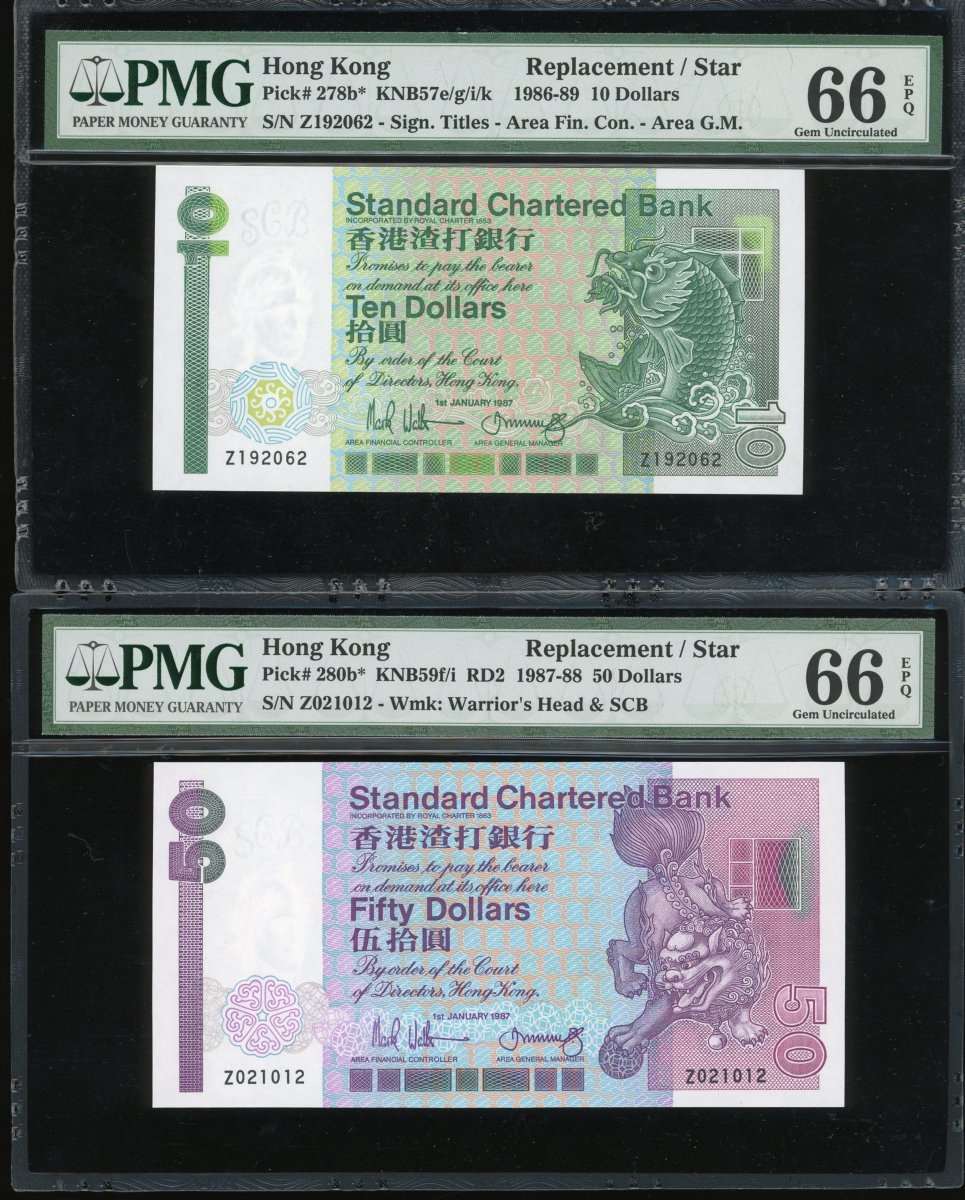 PMG
PAPER MONEY GUARANTY
Hong Kong Replacement / Star
Pick# 278b* KNB57e/g/i/k 1986-89 10 Dollars
S/N Z192062 - Sign. Titles - Area Fin. Con. - Area G.M.
66
EPQ
Gem Uncirculated
10
SCB
Standard Chartered Bank
INCORPORATED BY ROYAL CHARTER 1853
香港渣打銀行
Promises to pay the bearer
on demand at its office here
Ten Dollars
拾圓
By order of the Court
of Directors, Hong Kong.
1st JANUARY 1987
AREA FINANCIAL CONTROLLER AREA GENERAL MANAGER
Z192062 Z192062
10
PMG
PAPER MONEY GUARANTY
Hong Kong Replacement / Star
Pick# 280b* KNB59f/i RD2 1987-88 50 Dollars
S/N Z021012 - Wmk: Warrior's Head & SCB
66
EPQ
Gem Uncirculated
50
SCB
Standard Chartered Bank
INCORPORATED BY ROYAL CHARTER 1853
香港渣打銀行
Promises to pay the bearer
on demand at its office here
Fifty Dollars
伍拾圓
By order of the Court
of Directors, Hong Kong.
1st JANUARY 1987
AREA FINANCIAL CONTROLLER AREA GENERAL MANAGER
Z021012 Z021012
50